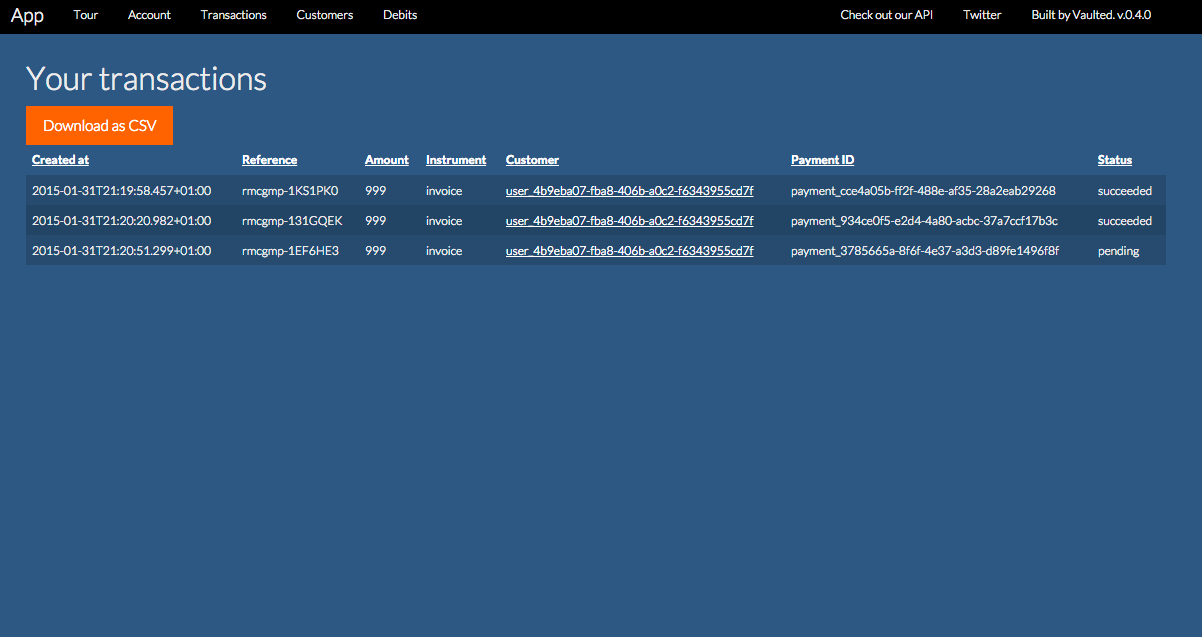 App Tour Account Transactions Customers Debits Check out our API Twitter Built by Vaulted. v.0.4.0
Your transactions
Download as CSV
Created at Reference Amount Instrument Customer Payment ID Status
2015-01-31T21:19:58.457+01:00 rmcgmp-1KS1PK0 999 invoice user_4b9eba07-fba8-406b-a0c2-f6343955cd7f payment_cce4a05b-ff2f-488e-af35-28a2eab29268 succeeded
2015-01-31T21:20:20.982+01:00 rmcgmp-131GQEK 999 invoice user_4b9eba07-fba8-406b-a0c2-f6343955cd7f payment_934ce0f5-e2d4-4a80-acbc-37a7ccf17b3c succeeded
2015-01-31T21:20:51.299+01:00 rmcgmp-1EF6HE3 999 invoice user_4b9eba07-fba8-406b-a0c2-f6343955cd7f payment_3785665a-8f6f-4e37-a3d3-d89fe1496f8f pending